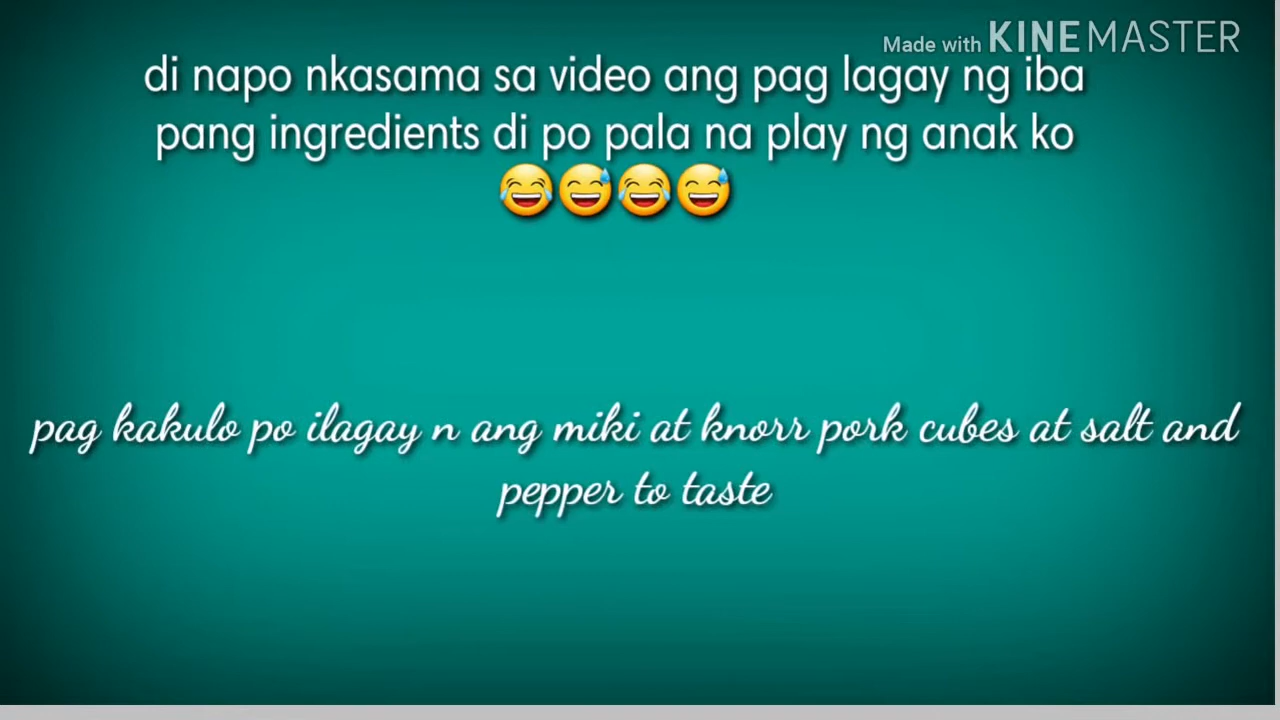 Made with KINEMASTER
di napo nkasama sa video ang pag lagay ng iba
pang ingredients di po pala na play ng anak ko
😂😅😂😅
pag kakulo po ilagay n ang miki at knorr pork cubes at salt and
pepper to taste